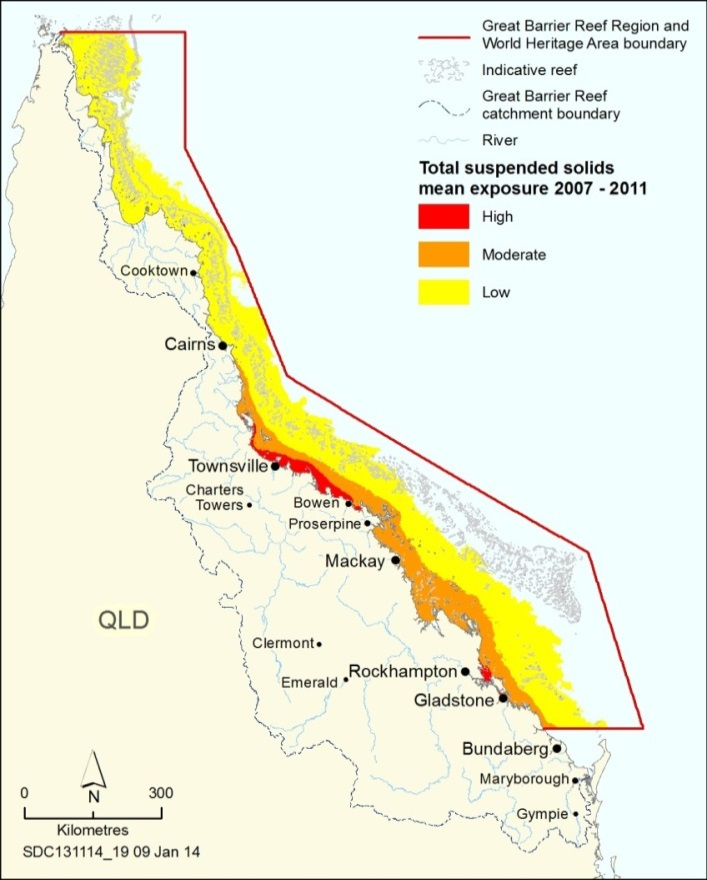 Great Barrier Reef Region and
World Heritage Area boundary
Indicative reef
Great Barrier Reef
catchment boundary
River
Total suspended solids
mean exposure 2007 - 2011
High
Moderate
Low
Cooktown
Cairns
Townsville
Charters
Towers
Bowen
Proserpine
Mackay
QLD
Clermont
Rockhampton
Emerald
Gladstone
Bundaberg
Maryborough
Gympie
0 N 300
Kilometres
SDC131114_19 09 Jan 14